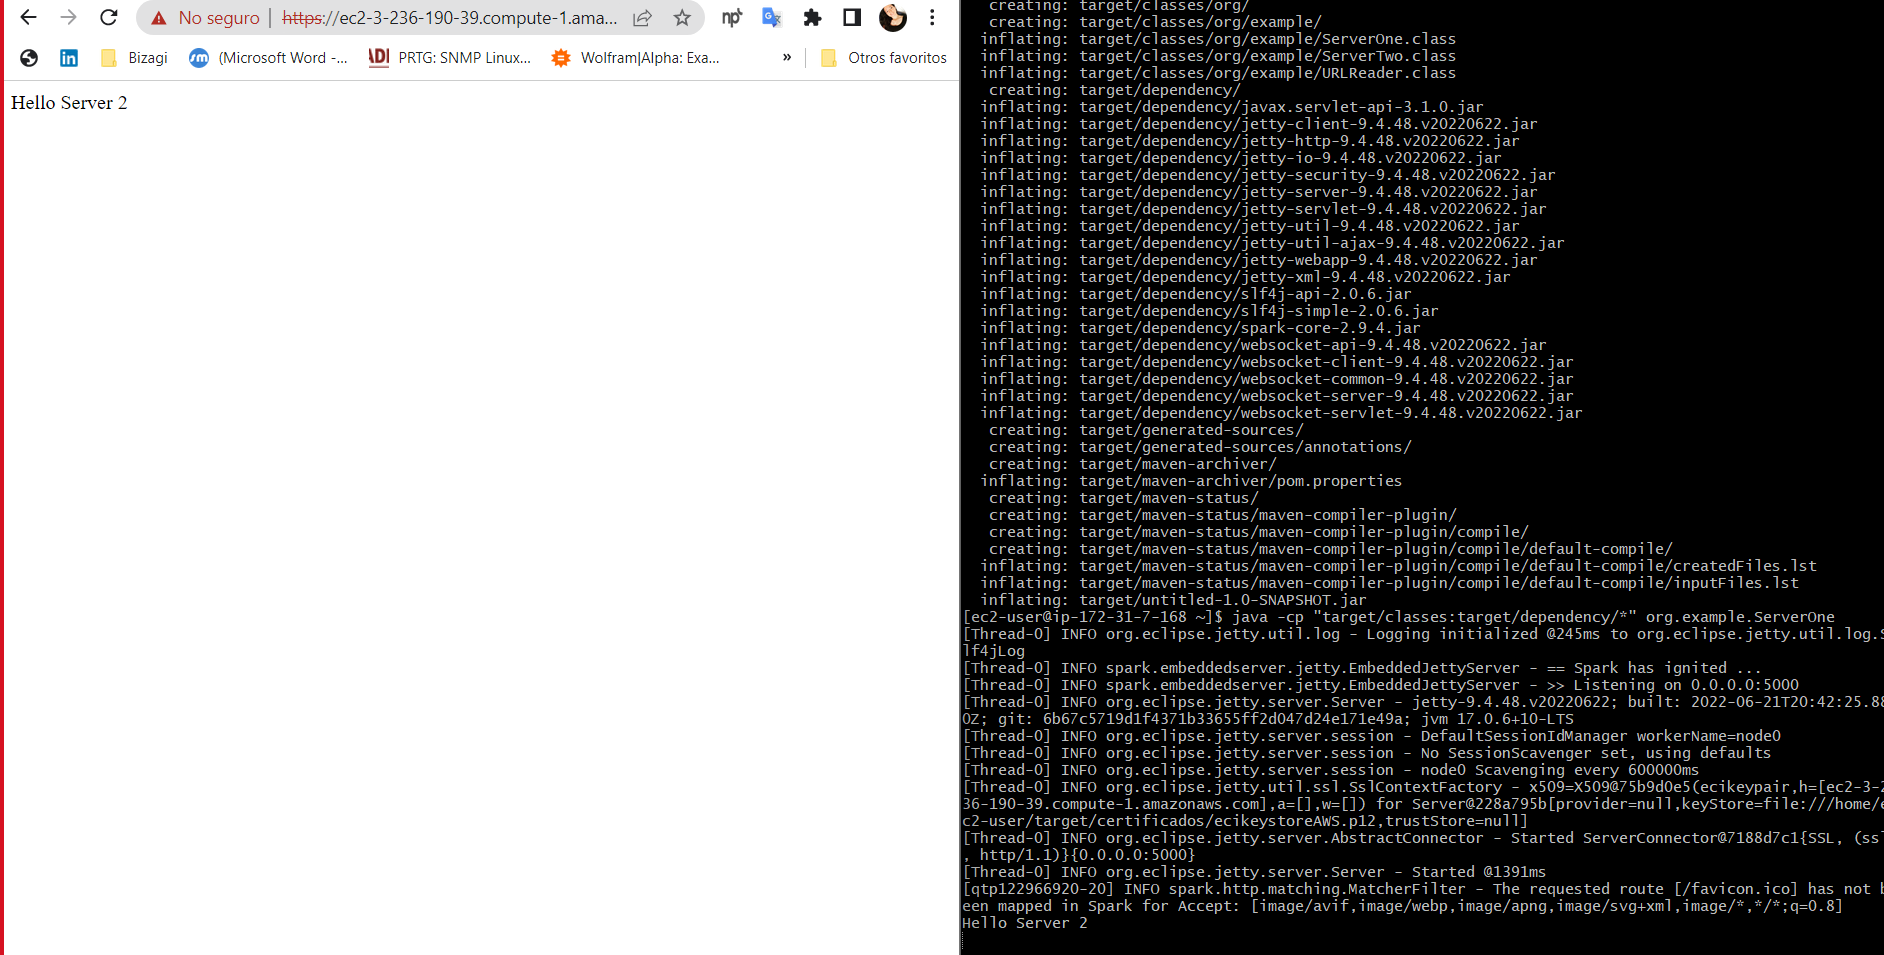 No seguro | https://ec2-3-236-190-39.compute-1.ama...
Bizagi
(Microsoft Word -...
PRTG: SNMP Linux...
Wolfram|Alpha: Exa...
»
Otros favoritos
Hello Server 2
creating: target/classes/org/
creating: target/classes/org/example/
inflating: target/classes/org/example/ServerOne.class
inflating: target/classes/org/example/ServerTwo.class
inflating: target/classes/org/example/URLReader.class
creating: target/dependency/
inflating: target/dependency/javax.servlet-api-3.1.0.jar
inflating: target/dependency/jetty-client-9.4.48.v20220622.jar
inflating: target/dependency/jetty-http-9.4.48.v20220622.jar
inflating: target/dependency/jetty-io-9.4.48.v20220622.jar
inflating: target/dependency/jetty-security-9.4.48.v20220622.jar
inflating: target/dependency/jetty-server-9.4.48.v20220622.jar
inflating: target/dependency/jetty-servlet-9.4.48.v20220622.jar
inflating: target/dependency/jetty-util-9.4.48.v20220622.jar
inflating: target/dependency/jetty-util-ajax-9.4.48.v20220622.jar
inflating: target/dependency/jetty-webapp-9.4.48.v20220622.jar
inflating: target/dependency/jetty-xml-9.4.48.v20220622.jar
inflating: target/dependency/slf4j-api-2.0.6.jar
inflating: target/dependency/slf4j-simple-2.0.6.jar
inflating: target/dependency/spark-core-2.9.4.jar
inflating: target/dependency/websocket-api-9.4.48.v20220622.jar
inflating: target/dependency/websocket-client-9.4.48.v20220622.jar
inflating: target/dependency/websocket-common-9.4.48.v20220622.jar
inflating: target/dependency/websocket-server-9.4.48.v20220622.jar
inflating: target/dependency/websocket-servlet-9.4.48.v20220622.jar
creating: target/generated-sources/
creating: target/generated-sources/annotations/
creating: target/maven-archiver/
inflating: target/maven-archiver/pom.properties
creating: target/maven-status/
creating: target/maven-status/maven-compiler-plugin/
creating: target/maven-status/maven-compiler-plugin/compile/
creating: target/maven-status/maven-compiler-plugin/compile/default-compile/
inflating: target/maven-status/maven-compiler-plugin/compile/default-compile/createdFiles.lst
inflating: target/maven-status/maven-compiler-plugin/compile/default-compile/inputFiles.lst
inflating: target/untitled-1.0-SNAPSHOT.jar
[ec2-user@ip-172-31-7-168 ~]$ java -cp "target/classes:target/dependency/*" org.example.ServerOne
[Thread-0] INFO org.eclipse.jetty.util.log - Logging initialized @245ms to org.eclipse.jetty.util.log.S
lf4jLog
[Thread-0] INFO spark.embeddedserver.jetty.EmbeddedJettyServer - == Spark has ignited ...
[Thread-0] INFO spark.embeddedserver.jetty.EmbeddedJettyServer - >> Listening on 0.0.0.0:5000
[Thread-0] INFO org.eclipse.jetty.server.Server - jetty-9.4.48.v20220622; built: 2022-06-21T20:42:25.88
0Z; git: 6b67c5719d1f4371b33655ff2d047d24e171e49a; jvm 17.0.6+10-LTS
[Thread-0] INFO org.eclipse.jetty.server.session - DefaultSessionIdManager workerName=node0
[Thread-0] INFO org.eclipse.jetty.server.session - No SessionScavenger set, using defaults
[Thread-0] INFO org.eclipse.jetty.server.session - node0 Scavenging every 600000ms
[Thread-0] INFO org.eclipse.jetty.util.ssl.SslContextFactory - x509=X509@75b9d0e5(ecikeypair,h=[ec2-3-2
36-190-39.compute-1.amazonaws.com],a=[],w=[]) for Server@228a795b[provider=null,keyStore=file:///home/e
c2-user/target/certificados/ecikeystoreAWS.p12,trustStore=null]
[Thread-0] INFO org.eclipse.jetty.server.AbstractConnector - Started ServerConnector@7188d7c1{SSL, (ssl
, http/1.1)}{0.0.0.0:5000}
[Thread-0] INFO org.eclipse.jetty.server.Server - Started @1391ms
[qtp122966920-20] INFO spark.http.matching.MatcherFilter - The requested route [/favicon.ico] has not b
een mapped in Spark for Accept: [image/avif,image/webp,image/apng,image/svg+xml,image/*,*/*;q=0.8]
Hello Server 2